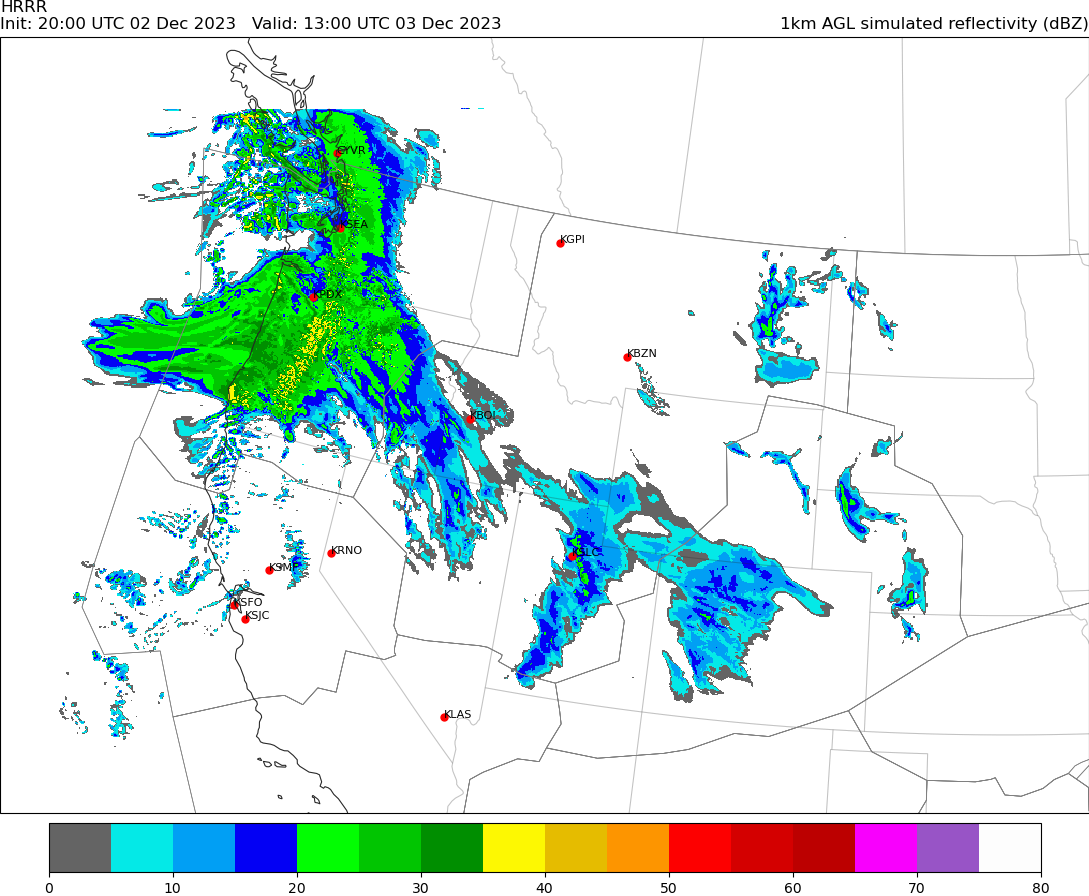 HRRR
Init: 20:00 UTC 02 Dec 2023   Valid: 13:00 UTC 03 Dec 2023
1km AGL simulated reflectivity (dBZ)
CYVR
KSEA
KGPI
KPDX
KBZN
KBOI
KRNO
KSLC
KSMF
KSFO
KSJC
KLAS
0 10 20 30 40 50 60 70 80